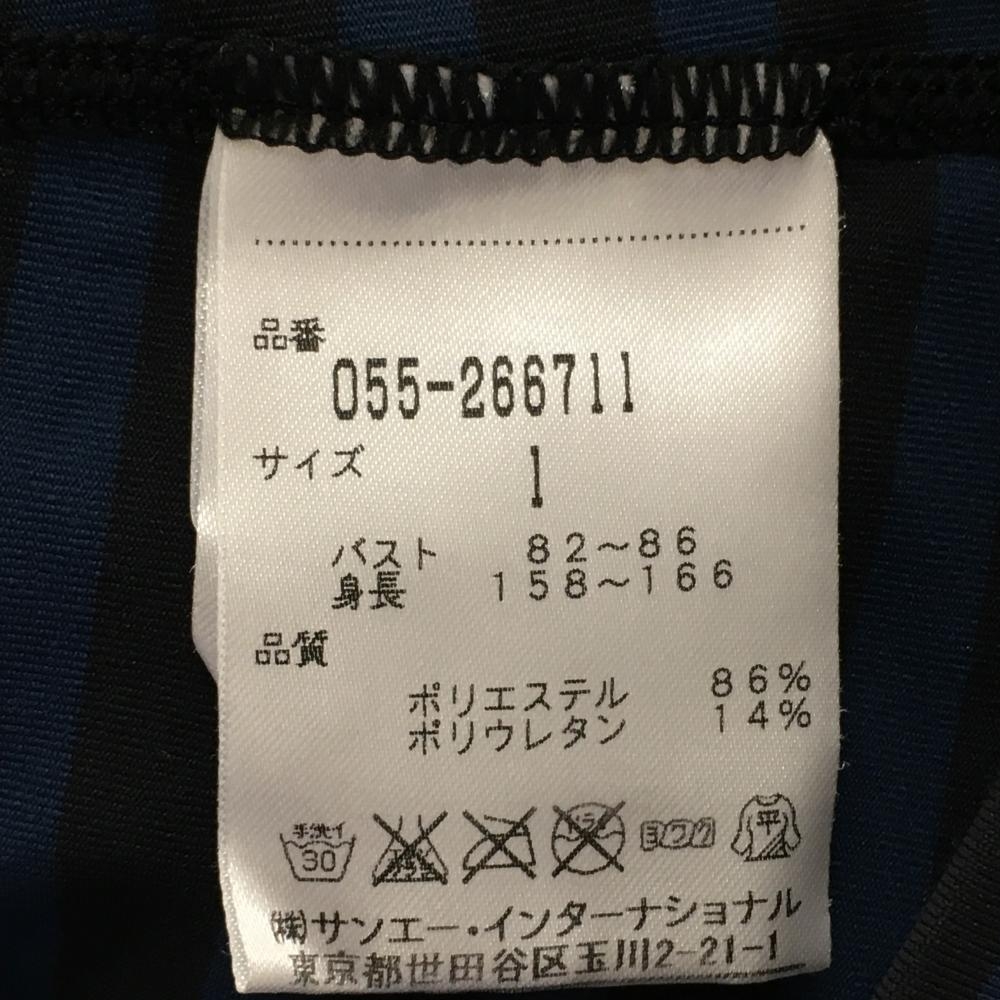 品番
055-266711
サイズ 1
バスト 82～86
身長 158～166
品質
ポリエステル 86%
ポリウレタン 14%
手洗イ 30 ヨワク 平
(株)サンエー・インターナショナル
東京都世田谷区玉川2-21-1